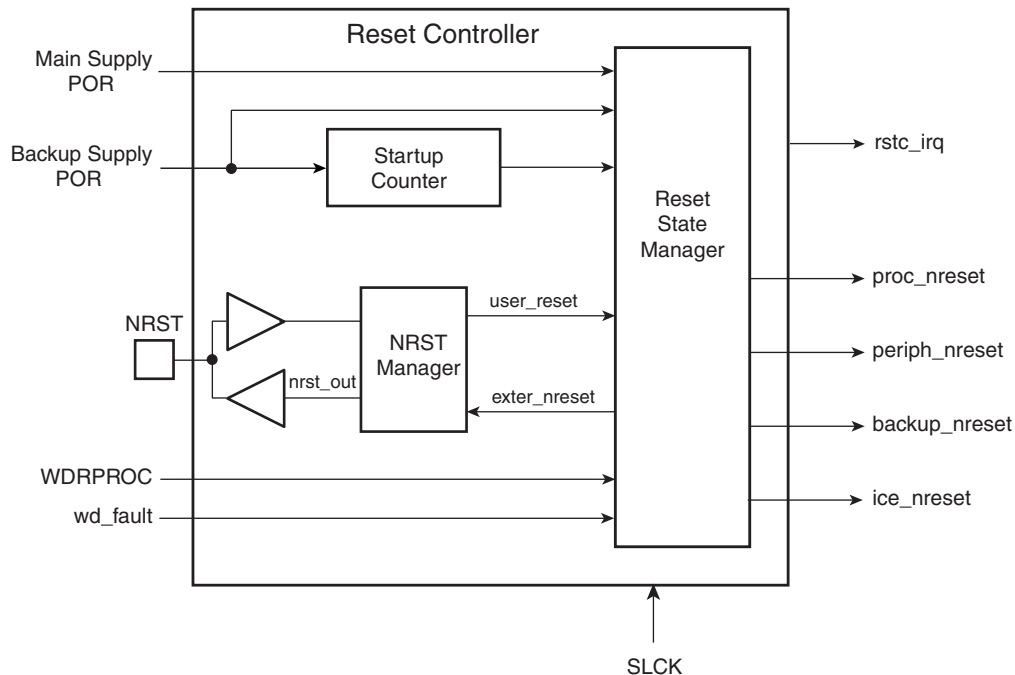 Reset Controller
Main Supply
POR
Backup Supply
POR
Startup
Counter
Reset
State
Manager
rstc_irq
proc_nreset
periph_nreset
backup_nreset
ice_nreset
NRST
nrst_out
NRST
Manager
user_reset
exter_nreset
WDRPROC
wd_fault
SLCK